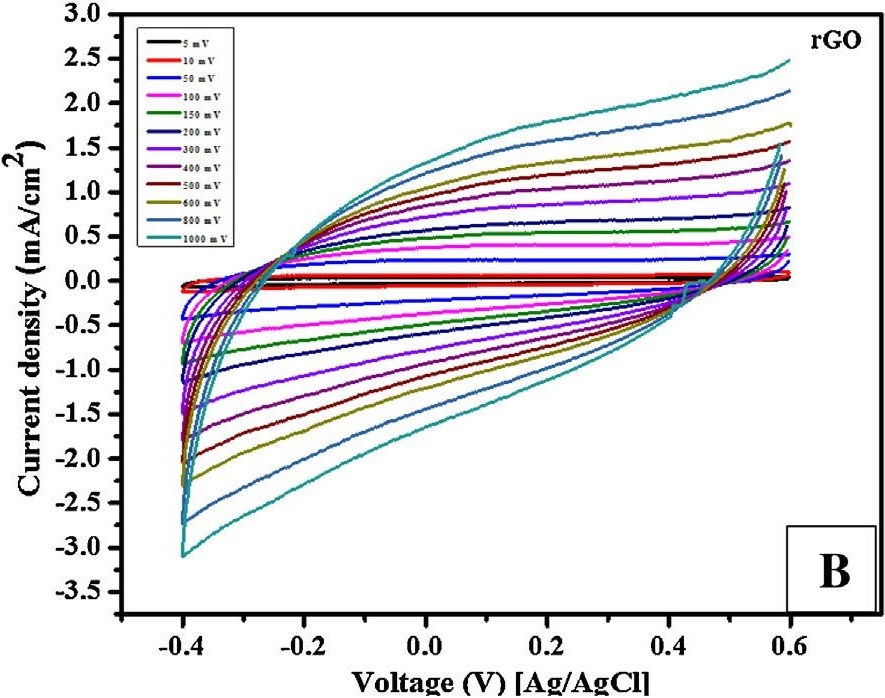 rGO
5 mV
10 mV
50 mV
100 mV
150 mV
200 mV
300 mV
400 mV
500 mV
600 mV
800 mV
1000 mV
3.0
2.5
2.0
1.5
1.0
0.5
0.0
-0.5
-1.0
-1.5
-2.0
-2.5
-3.0
-3.5
Current density (mA/cm²)
B
-0.4 -0.2 0.0 0.2 0.4 0.6
Voltage (V) [Ag/AgCl]